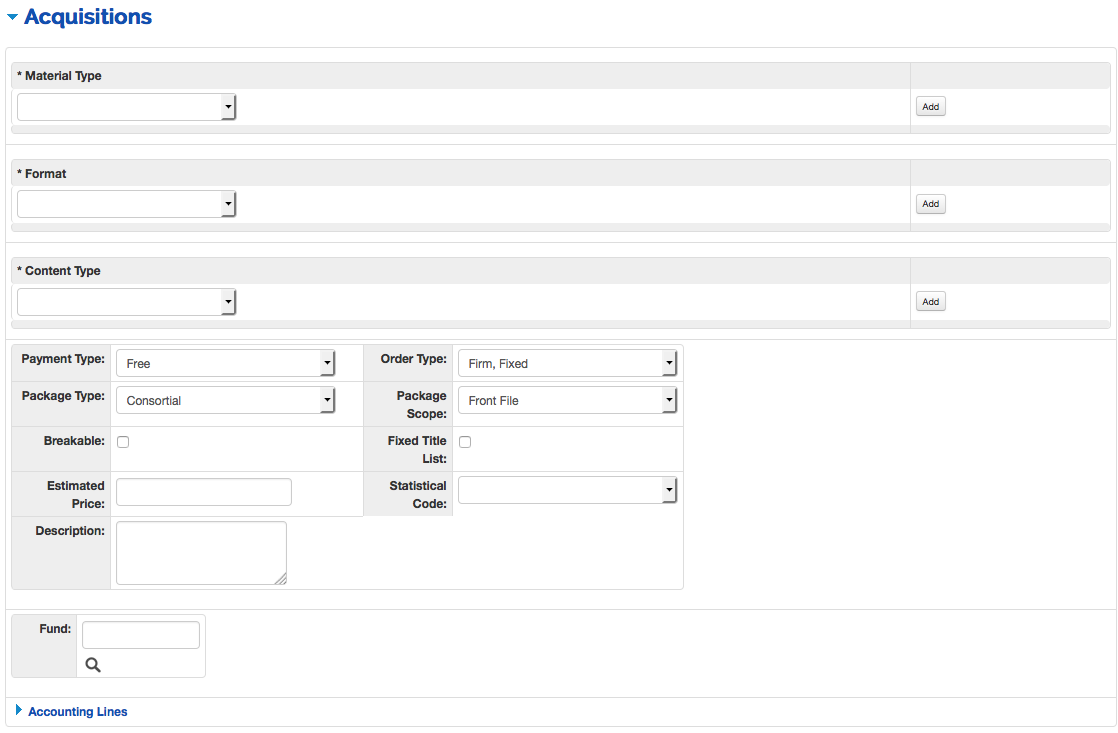 Acquisitions
* Material Type
Add
* Format
Add
* Content Type
Add
Payment Type: Free Order Type: Firm, Fixed
Package Type: Consortial Package
Scope: Front File
Breakable: Fixed Title
List:
Estimated
Price:
Statistical
Code:
Description:
Fund:
Accounting Lines